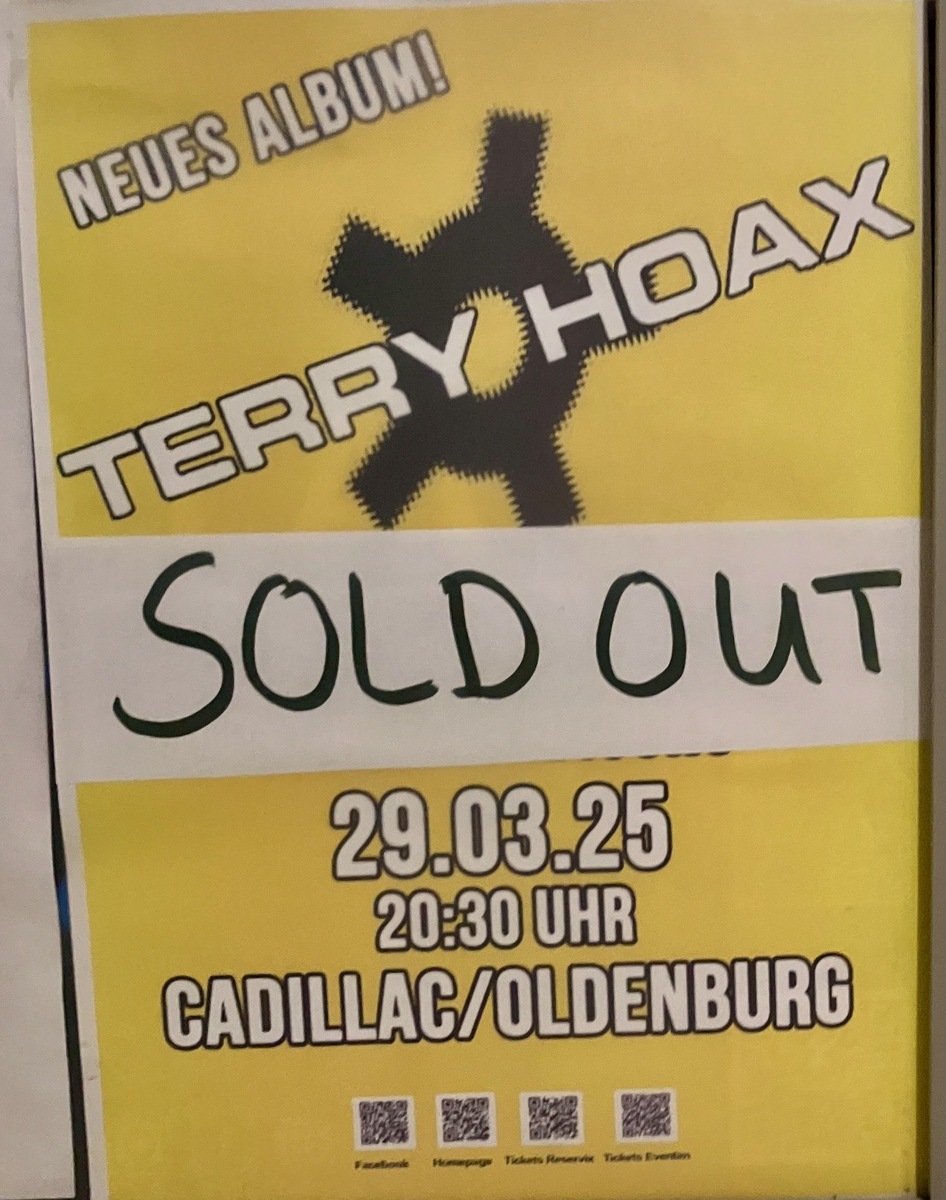 NEUES ALBUM!
TERRY HOAX
SOLD OUT
29.03.25
20:30 UHR
CADILLAC/OLDENBURG
Facebook Homepage Tickets Reservix Tickets Eventim